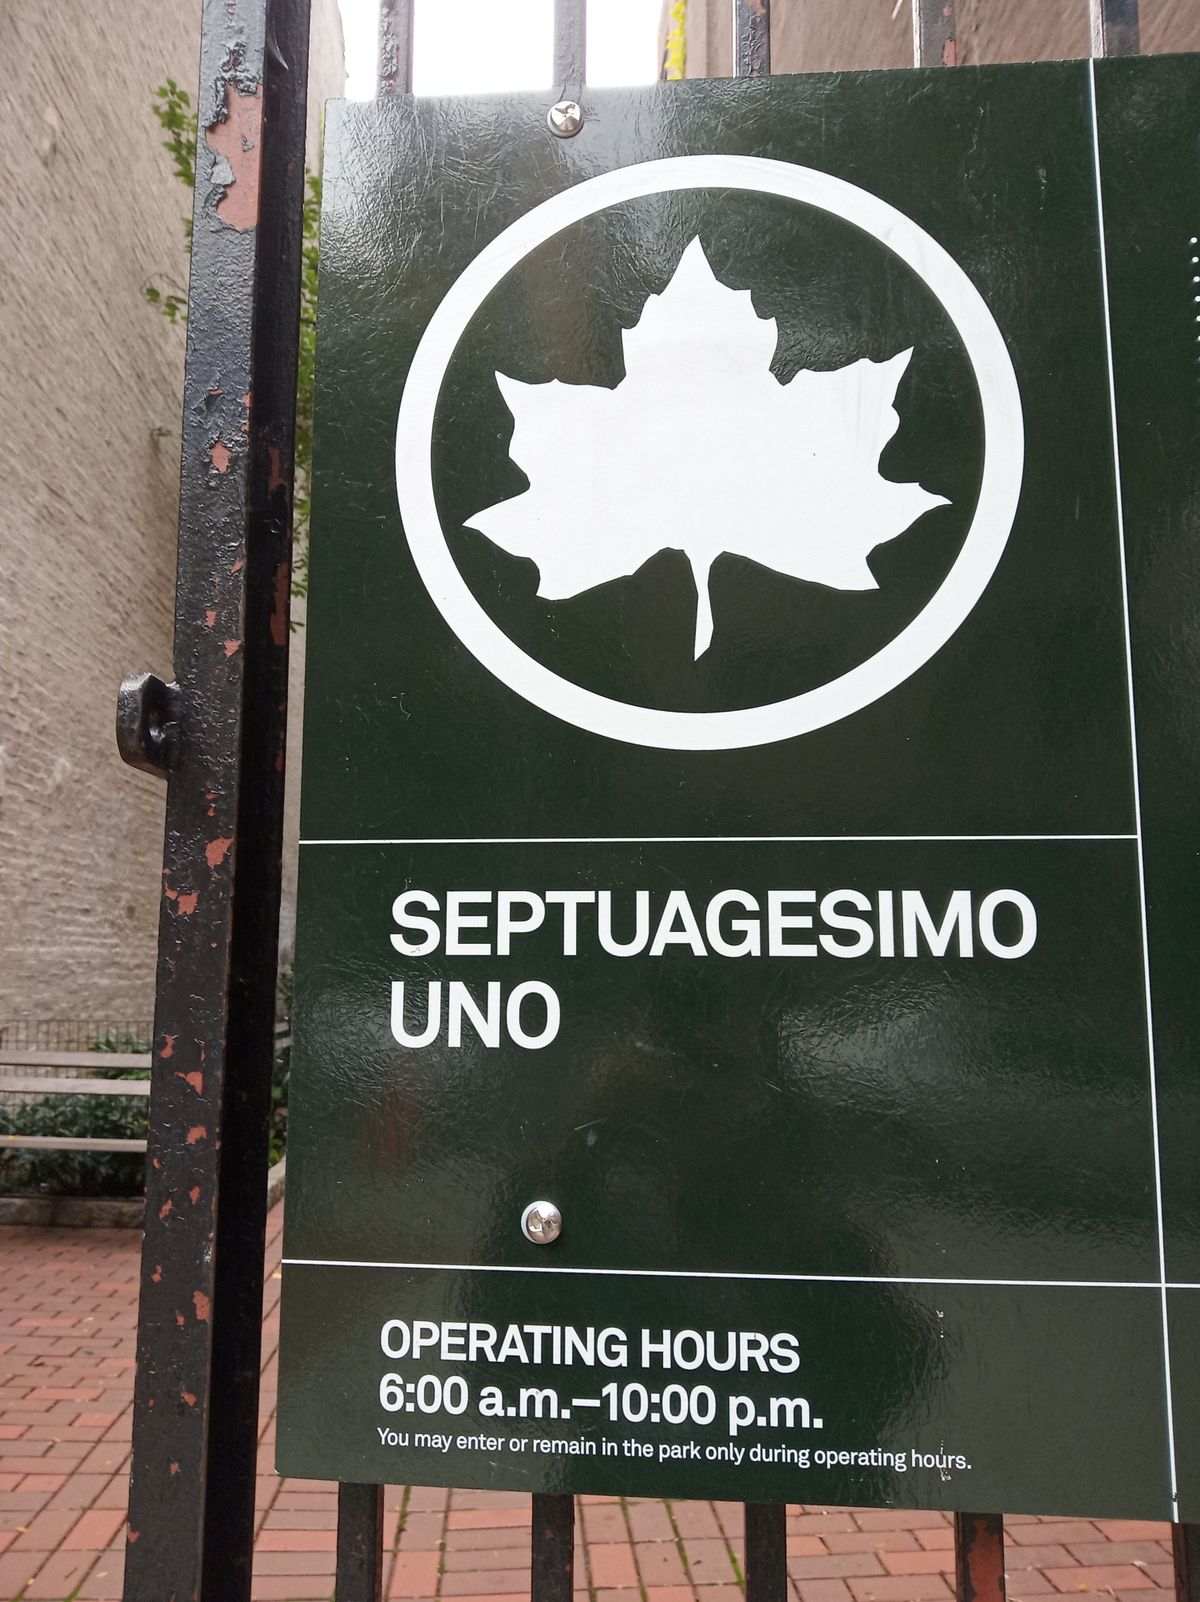 SEPTUAGESIMO
UNO
OPERATING HOURS
6:00 a.m.–10:00 p.m.
You may enter or remain in the park only during operating hours.